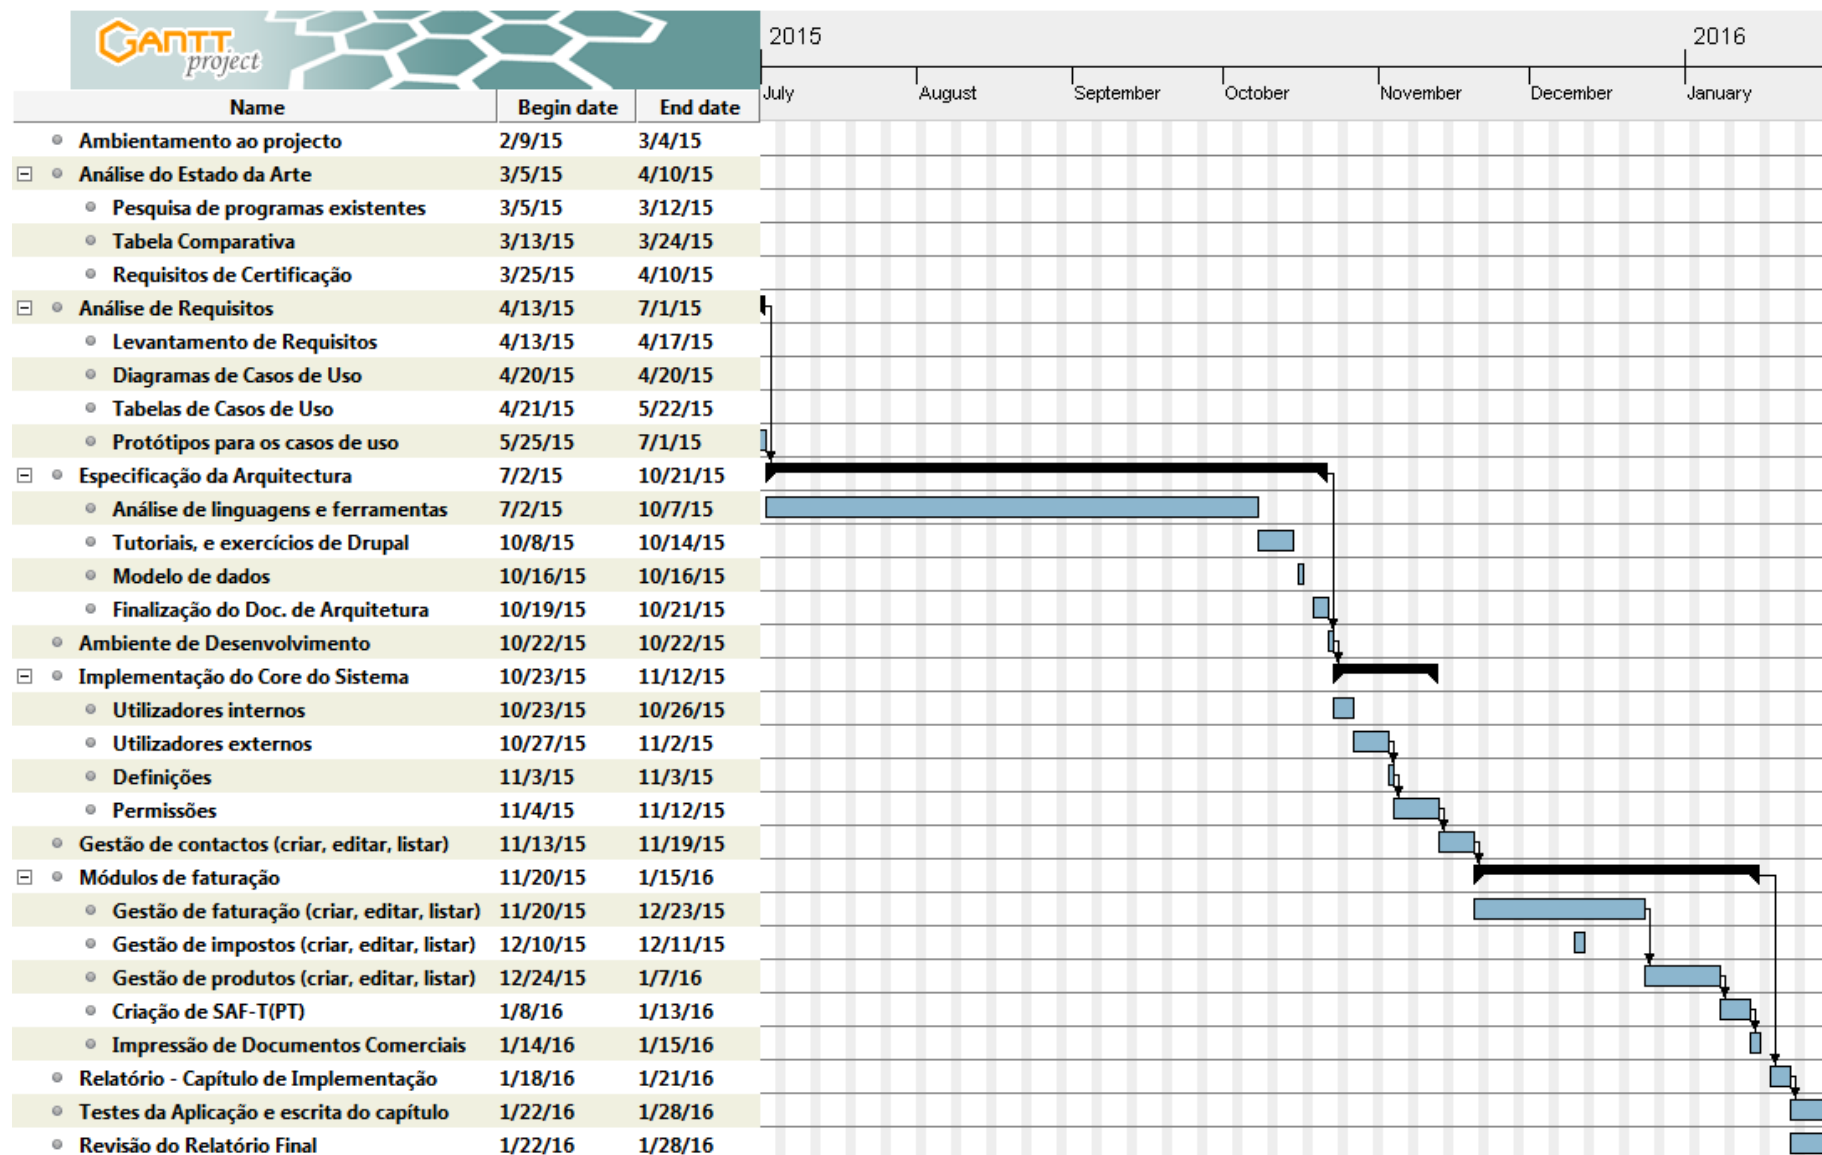 GANTT project
2015 2016
July August September October November December January
Name Begin date End date
Ambientamento ao projecto 2/9/15 3/4/15
Análise do Estado da Arte 3/5/15 4/10/15
Pesquisa de programas existentes 3/5/15 3/12/15
Tabela Comparativa 3/13/15 3/24/15
Requisitos de Certificação 3/25/15 4/10/15
Análise de Requisitos 4/13/15 7/1/15
Levantamento de Requisitos 4/13/15 4/17/15
Diagramas de Casos de Uso 4/20/15 4/20/15
Tabelas de Casos de Uso 4/21/15 5/22/15
Protótipos para os casos de uso 5/25/15 7/1/15
Especificação da Arquitectura 7/2/15 10/21/15
Análise de linguagens e ferramentas 7/2/15 10/7/15
Tutoriais, e exercícios de Drupal 10/8/15 10/14/15
Modelo de dados 10/16/15 10/16/15
Finalização do Doc. de Arquitetura 10/19/15 10/21/15
Ambiente de Desenvolvimento 10/22/15 10/22/15
Implementação do Core do Sistema 10/23/15 11/12/15
Utilizadores internos 10/23/15 10/26/15
Utilizadores externos 10/27/15 11/2/15
Definições 11/3/15 11/3/15
Permissões 11/4/15 11/12/15
Gestão de contactos (criar, editar, listar) 11/13/15 11/19/15
Módulos de faturação 11/20/15 1/15/16
Gestão de faturação (criar, editar, listar) 11/20/15 12/23/15
Gestão de impostos (criar, editar, listar) 12/10/15 12/11/15
Gestão de produtos (criar, editar, listar) 12/24/15 1/7/16
Criação de SAF-T(PT) 1/8/16 1/13/16
Impressão de Documentos Comerciais 1/14/16 1/15/16
Relatório - Capítulo de Implementação 1/18/16 1/21/16
Testes da Aplicação e escrita do capítulo 1/22/16 1/28/16
Revisão do Relatório Final 1/22/16 1/28/16